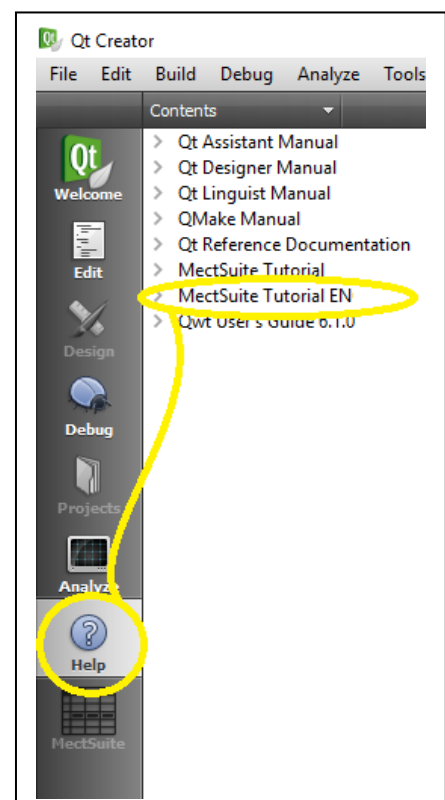 Qt Creator
File Edit Build Debug Analyze Tools
Contents
Qt Assistant Manual
Qt Designer Manual
Qt Linguist Manual
QMake Manual
Qt Reference Documentation
MectSuite Tutorial
MectSuite Tutorial EN
Qwt User's Guide 6.1.0
Qt
Welcome
Edit
Design
Debug
Projects
Analyze
Help
MectSuite